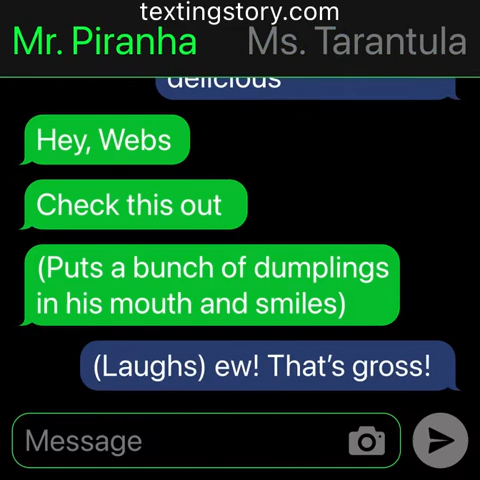 textingstory.com
Mr. Piranha Ms. Tarantula
delicious
Hey, Webs
Check this out
(Puts a bunch of dumplings
in his mouth and smiles)
(Laughs) ew! That’s gross!
Message